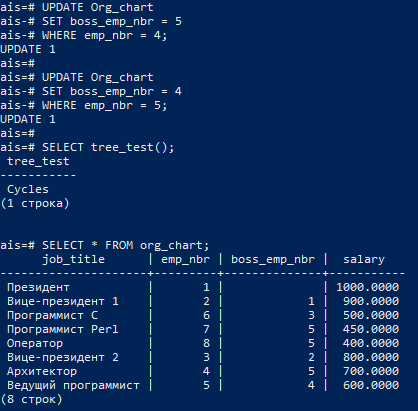 ais=# UPDATE Org_chart
ais-# SET boss_emp_nbr = 5
ais-# WHERE emp_nbr = 4;
UPDATE 1
ais=#
ais=# UPDATE Org_chart
ais-# SET boss_emp_nbr = 4
ais-# WHERE emp_nbr = 5;
UPDATE 1
ais=#
ais=# SELECT tree_test();
tree_test
-----------
Cycles
(1 строка)
ais=# SELECT * FROM org_chart;
job_title | emp_nbr | boss_emp_nbr | salary
---------------------+---------+--------------+-----------
Президент | 1 | | 1000.0000
Вице-президент 1 | 2 | 1 | 900.0000
Программист C | 6 | 3 | 500.0000
Программист Perl | 7 | 5 | 450.0000
Оператор | 8 | 5 | 400.0000
Вице-президент 2 | 3 | 2 | 800.0000
Архитектор | 4 | 5 | 700.0000
Ведущий программист | 5 | 4 | 600.0000
(8 строк)